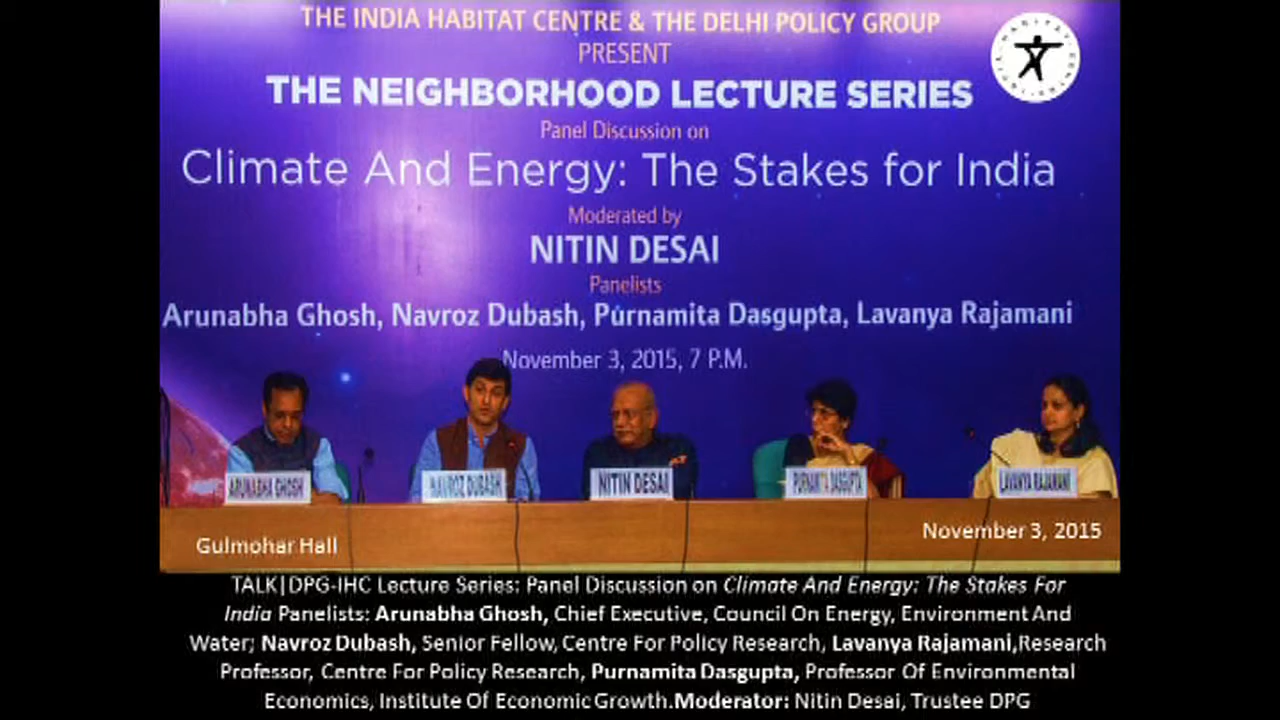 THE INDIA HABITAT CENTRE & THE DELHI POLICY GROUP
PRESENT
THE NEIGHBORHOOD LECTURE SERIES
Panel Discussion on
Climate And Energy: The Stakes for India
Moderated by
NITIN DESAI
Panelists
Arunabha Ghosh, Navroz Dubash, Purnamita Dasgupta, Lavanya Rajamani
November 3, 2015, 7 P.M.
ARUNABHA GHOSH
NAVROZ DUBASH
NITIN DESAI
PURNAMITA DASGUPTA
LAVANYA RAJAMANI
Gulmohar Hall
November 3, 2015
TALK|DPG-IHC Lecture Series: Panel Discussion on Climate And Energy: The Stakes For
India Panelists: Arunabha Ghosh, Chief Executive, Council On Energy, Environment And
Water; Navroz Dubash, Senior Fellow, Centre For Policy Research, Lavanya Rajamani,Research
Professor, Centre For Policy Research, Purnamita Dasgupta, Professor Of Environmental
Economics, Institute Of Economic Growth.Moderator: Nitin Desai, Trustee DPG